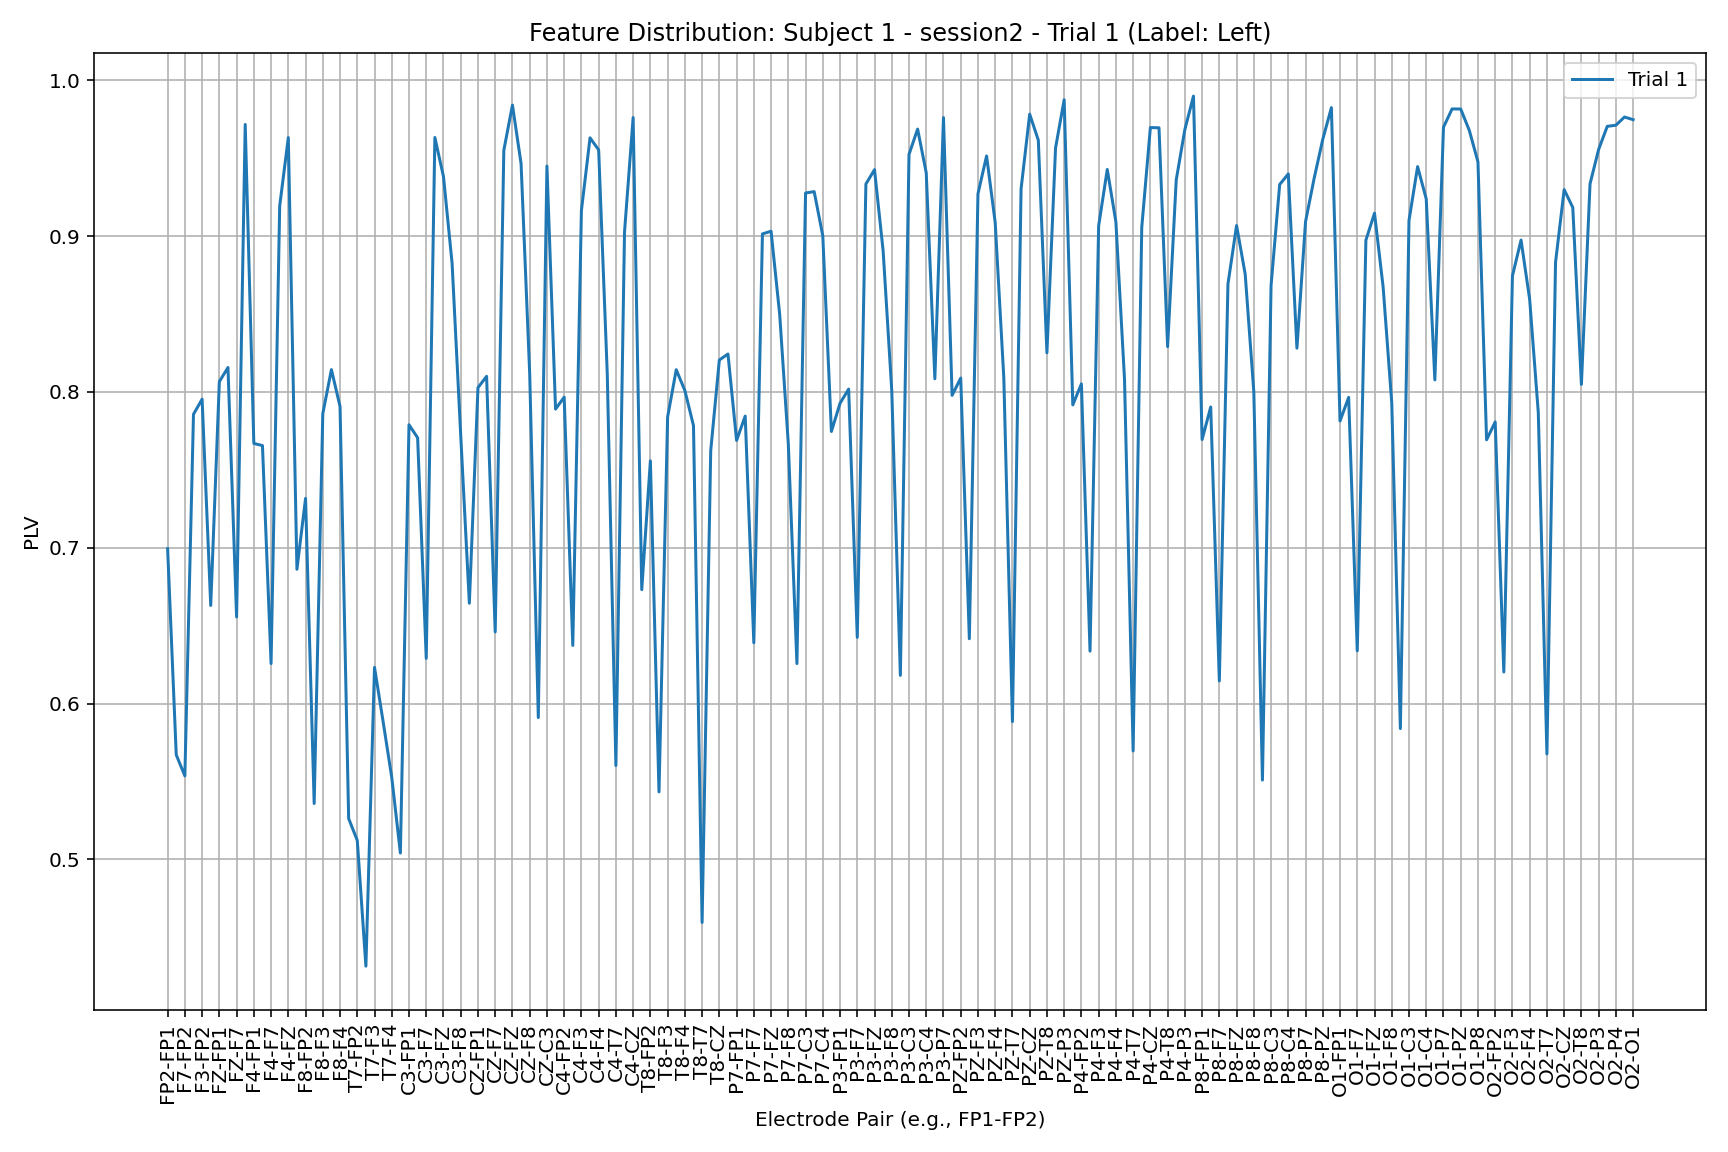 Feature Distribution: Subject 1 - session2 - Trial 1 (Label: Left)
Trial 1
1.0
0.9
0.8
0.7
0.6
0.5
PLV
FP2-FP1
F7-FP2
F3-FP2
FZ-FP1
FZ-F7
F4-FP1
F4-F7
F4-FZ
F8-FP2
F8-F3
F8-F4
T7-FP2
T7-F3
T7-F4
C3-FP1
C3-F7
C3-FZ
C3-F8
CZ-FP1
CZ-F7
CZ-FZ
CZ-F8
CZ-C3
C4-FP2
C4-F3
C4-F4
C4-T7
C4-CZ
T8-FP2
T8-F3
T8-F4
T8-T7
T8-CZ
P7-FP1
P7-F7
P7-FZ
P7-F8
P7-C3
P7-C4
P3-FP1
P3-F7
P3-FZ
P3-F8
P3-C3
P3-C4
P3-P7
PZ-FP2
PZ-F3
PZ-F4
PZ-T7
PZ-CZ
PZ-T8
PZ-P3
P4-FP2
P4-F3
P4-F4
P4-T7
P4-CZ
P4-T8
P4-P3
P8-FP1
P8-F7
P8-FZ
P8-F8
P8-C3
P8-C4
P8-P7
P8-PZ
O1-FP1
O1-F7
O1-FZ
O1-F8
O1-C3
O1-C4
O1-P7
O1-PZ
O1-P8
O2-FP2
O2-F3
O2-F4
O2-T7
O2-CZ
O2-T8
O2-P3
O2-P4
O2-O1
Electrode Pair (e.g., FP1-FP2)